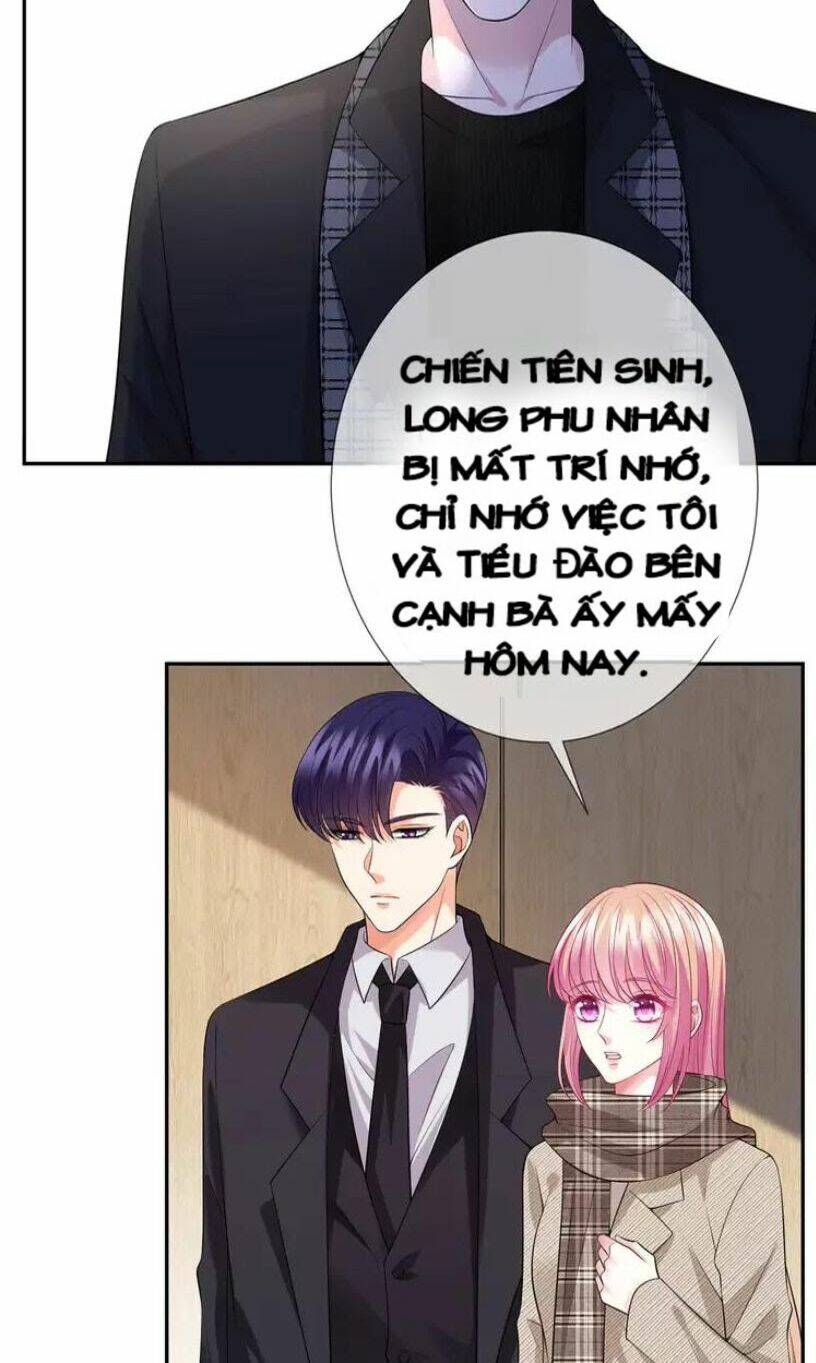 CHIẾN TIÊN SINH,
LONG PHU NHÂN
BỊ MẤT TRÍ NHỚ,
CHỈ NHỚ VIỆC TÔI
VÀ TIỂU ĐÀO BÊN
CẠNH BÀ ẤY MẤY
HÔM NAY.